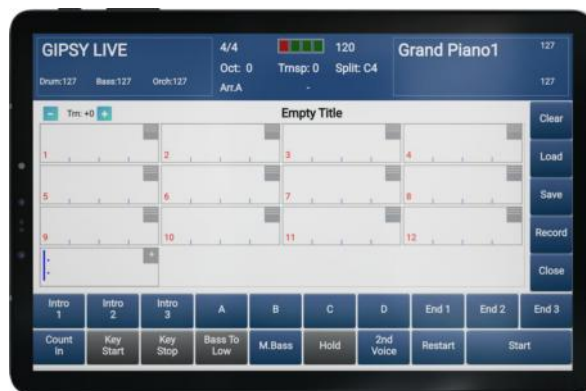 GIPSY LIVE
4/4
120
Grand Piano1
127
Oct: 0
Trnsp: 0
Split: C4
Drum:127
Bass:127
Orch:127
Arr.A
-
127
- Trn: +0 +
Empty Title
Clear
1
2
3
4
Load
5
6
7
8
Save
9
10
11
12
Record
+
Close
Intro 1
Intro 2
Intro 3
A
B
C
D
End 1
End 2
End 3
Count In
Key Start
Key Stop
Bass To Low
M.Bass
Hold
2nd Voice
Restart
Start